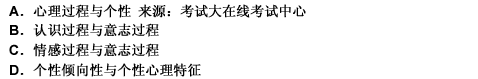 A．心理过程与个性 来源：考试大在线考试中心
B．认识过程与意志过程
C．情感过程与意志过程
D．个性倾向性与个性心理特征